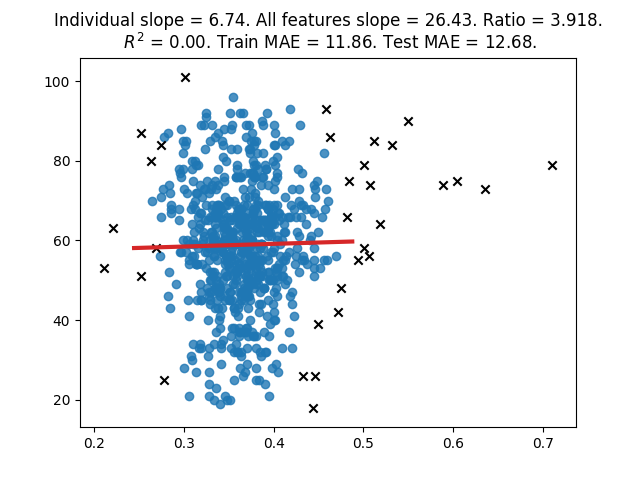 Individual slope = 6.74. All features slope = 26.43. Ratio = 3.918.
R² = 0.00. Train MAE = 11.86. Test MAE = 12.68.
100
80
60
40
20
0.2 0.3 0.4 0.5 0.6 0.7